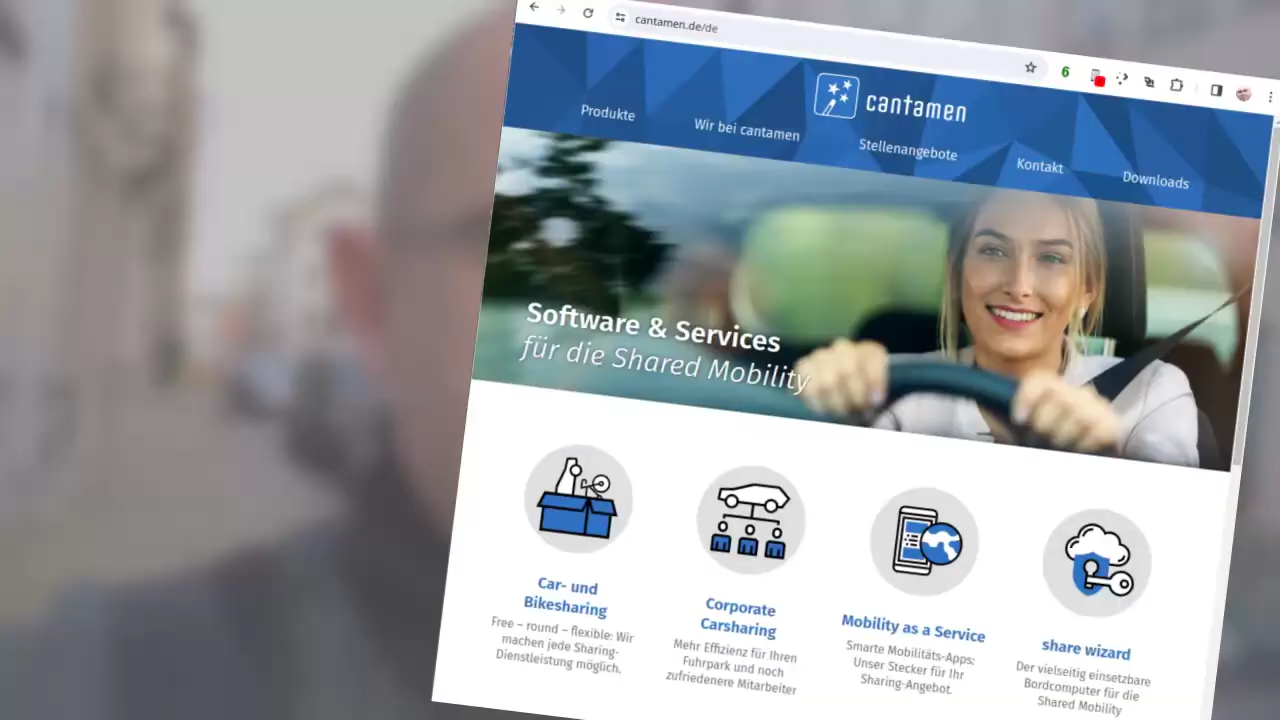 cantamen.de/de
6
cantamen
Produkte
Wir bei cantamen
Stellenangebote
Kontakt
Downloads
Software & Services
für die Shared Mobility
Car- und
Bikesharing
Free – round – flexible: Wir
machen jede Sharing-
Dienstleistung möglich.
Corporate
Carsharing
Mehr Effizienz für Ihren
Fuhrpark und noch
zufriedenere Mitarbeiter
Mobility as a Service
Smarte Mobilitäts-Apps:
Unser Stecker für Ihr
Sharing-Angebot.
share wizard
Der vielseitig einsetzbare
Bordcomputer für die
Shared Mobility